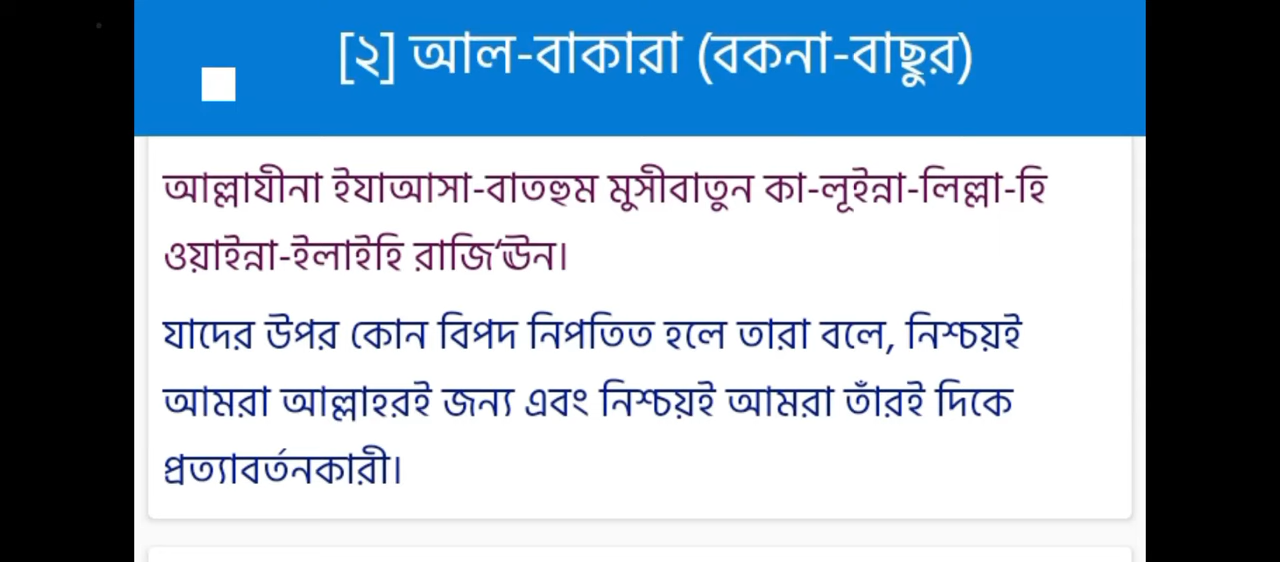 [২] আল-বাকারা (বকনা-বাছুর)
আল্লাযীনা ইযাআসা-বাতহুম মুসীবাতুন কা-লূইন্না-লিল্লা-হি
ওয়াইন্না-ইলাইহি রাজি‘ঊন।
যাদের উপর কোন বিপদ নিপতিত হলে তারা বলে, নিশ্চয়ই
আমরা আল্লাহরই জন্য এবং নিশ্চয়ই আমরা তাঁরই দিকে
প্রত্যাবর্তনকারী।